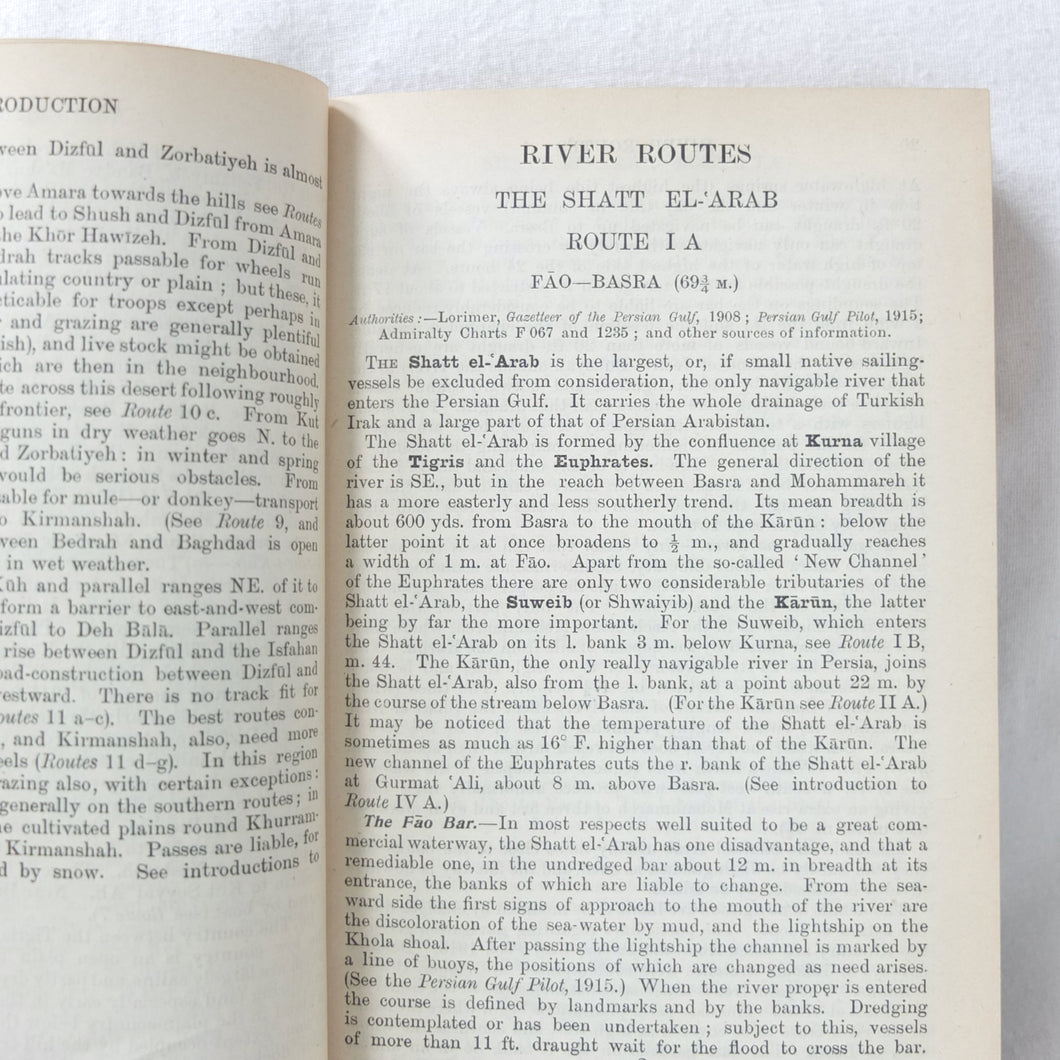 RODUCTION
ween Dizfūl and Zorbatiyeh is almost
ove Amara towards the hills see Routes
o lead to Shush and Dizfūl from Amara
the Khōr Hawīzeh. From Dizfūl and
drah tracks passable for wheels run
ulating country or plain ; but these, it
cticable for troops except perhaps in
r and grazing are generally plentiful
ish), and live stock might be obtained
ich are then in the neighbourhood.
te across this desert following roughly
frontier, see Route 10 c. From Kut
guns in dry weather goes N. to the
d Zorbatiyeh : in winter and spring
would be serious obstacles. From
sable for mule—or donkey—transport
o Kirmanshah. (See Route 9, and
ween Bedrah and Baghdad is open
in wet weather.
Kūh and parallel ranges NE. of it to
form a barrier to east-and-west com-
izfūl to Deh Bālā. Parallel ranges
rise between Dizfūl and the Isfahan
oad-construction between Dizfūl and
estward. There is no track fit for
outes 11 a–c). The best routes con-
, and Kirmanshah, also, need more
eels (Routes 11 d–g). In this region
razing also, with certain exceptions :
generally on the southern routes ; in
e cultivated plains round Khurram-
Kirmanshah. Passes are liable, for
d by snow. See introductions to
RIVER ROUTES
THE SHATT EL-‘ARAB
ROUTE I A
FĀO—BASRA (69¾ M.)
Authorities :—Lorimer, Gazetteer of the Persian Gulf, 1908 ; Persian Gulf Pilot, 1915 ;
Admiralty Charts F 067 and 1235 ; and other sources of information.
THE Shatt el-‘Arab is the largest, or, if small native sailing-
vessels be excluded from consideration, the only navigable river that
enters the Persian Gulf. It carries the whole drainage of Turkish
Irak and a large part of that of Persian Arabistan.
The Shatt el-‘Arab is formed by the confluence at Kurna village
of the Tigris and the Euphrates. The general direction of the
river is SE., but in the reach between Basra and Mohammareh it
has a more easterly and less southerly trend. Its mean breadth is
about 600 yds. from Basra to the mouth of the Kārūn : below the
latter point it at once broadens to ½ m., and gradually reaches
a width of 1 m. at Fāo. Apart from the so-called ‘ New Channel ’
of the Euphrates there are only two considerable tributaries of the
Shatt el-‘Arab, the Suweib (or Shwaiyib) and the Kārūn, the latter
being by far the more important. For the Suweib, which enters
the Shatt el-‘Arab on its l. bank 3 m. below Kurna, see Route I B,
m. 44. The Kārūn, the only really navigable river in Persia, joins
the Shatt el-‘Arab, also from the l. bank, at a point about 22 m. by
the course of the stream below Basra. (For the Kārūn see Route II A.)
It may be noticed that the temperature of the Shatt el-‘Arab is
sometimes as much as 16° F. higher than that of the Kārūn. The
new channel of the Euphrates cuts the r. bank of the Shatt el-‘Arab
at Gurmat ‘Ali, about 8 m. above Basra. (See introduction to
Route IV A.)
The Fāo Bar.—In most respects well suited to be a great com-
mercial waterway, the Shatt el-‘Arab has one disadvantage, and that a
remediable one, in the undredged bar about 12 m. in breadth at its
entrance, the banks of which are liable to change. From the sea-
ward side the first signs of approach to the mouth of the river are
the discoloration of the sea-water by mud, and the lightship on the
Khola shoal. After passing the lightship the channel is marked by
a line of buoys, the positions of which are changed as need arises.
(See the Persian Gulf Pilot, 1915.) When the river proper is entered
the course is defined by landmarks and by the banks. Dredging
is contemplated or has been undertaken ; subject to this, vessels
of more than 11 ft. draught wait for the flood to cross the bar.